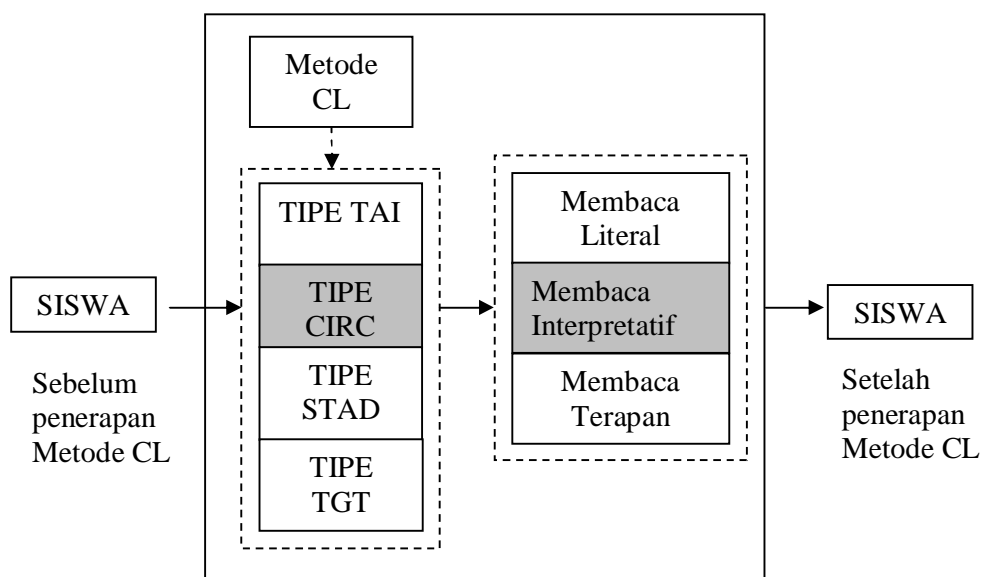 Metode
CL
TIPE TAI
TIPE
CIRC
TIPE
STAD
TIPE
TGT
Membaca
Literal
Membaca
Interpretatif
Membaca
Terapan
SISWA
Sebelum
penerapan
Metode CL
SISWA
Setelah
penerapan
Metode CL